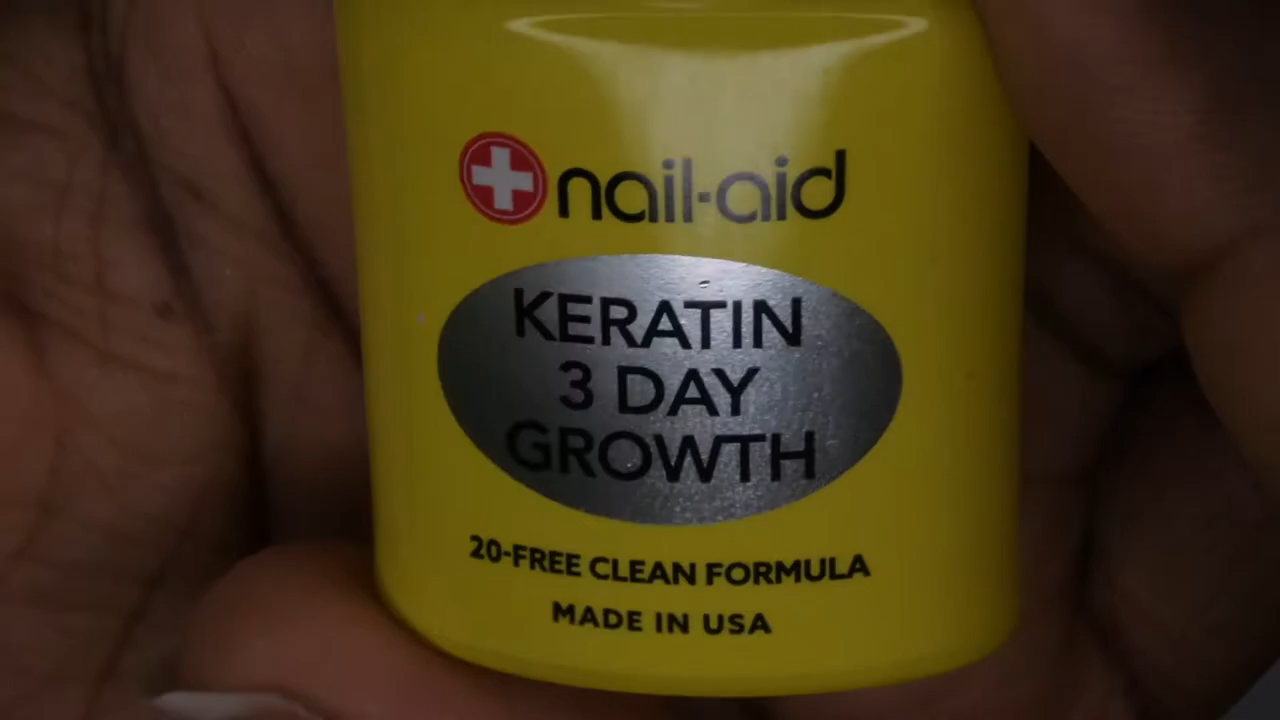 nail-aid
KERATIN
3 DAY
GROWTH
20-FREE CLEAN FORMULA
MADE IN USA